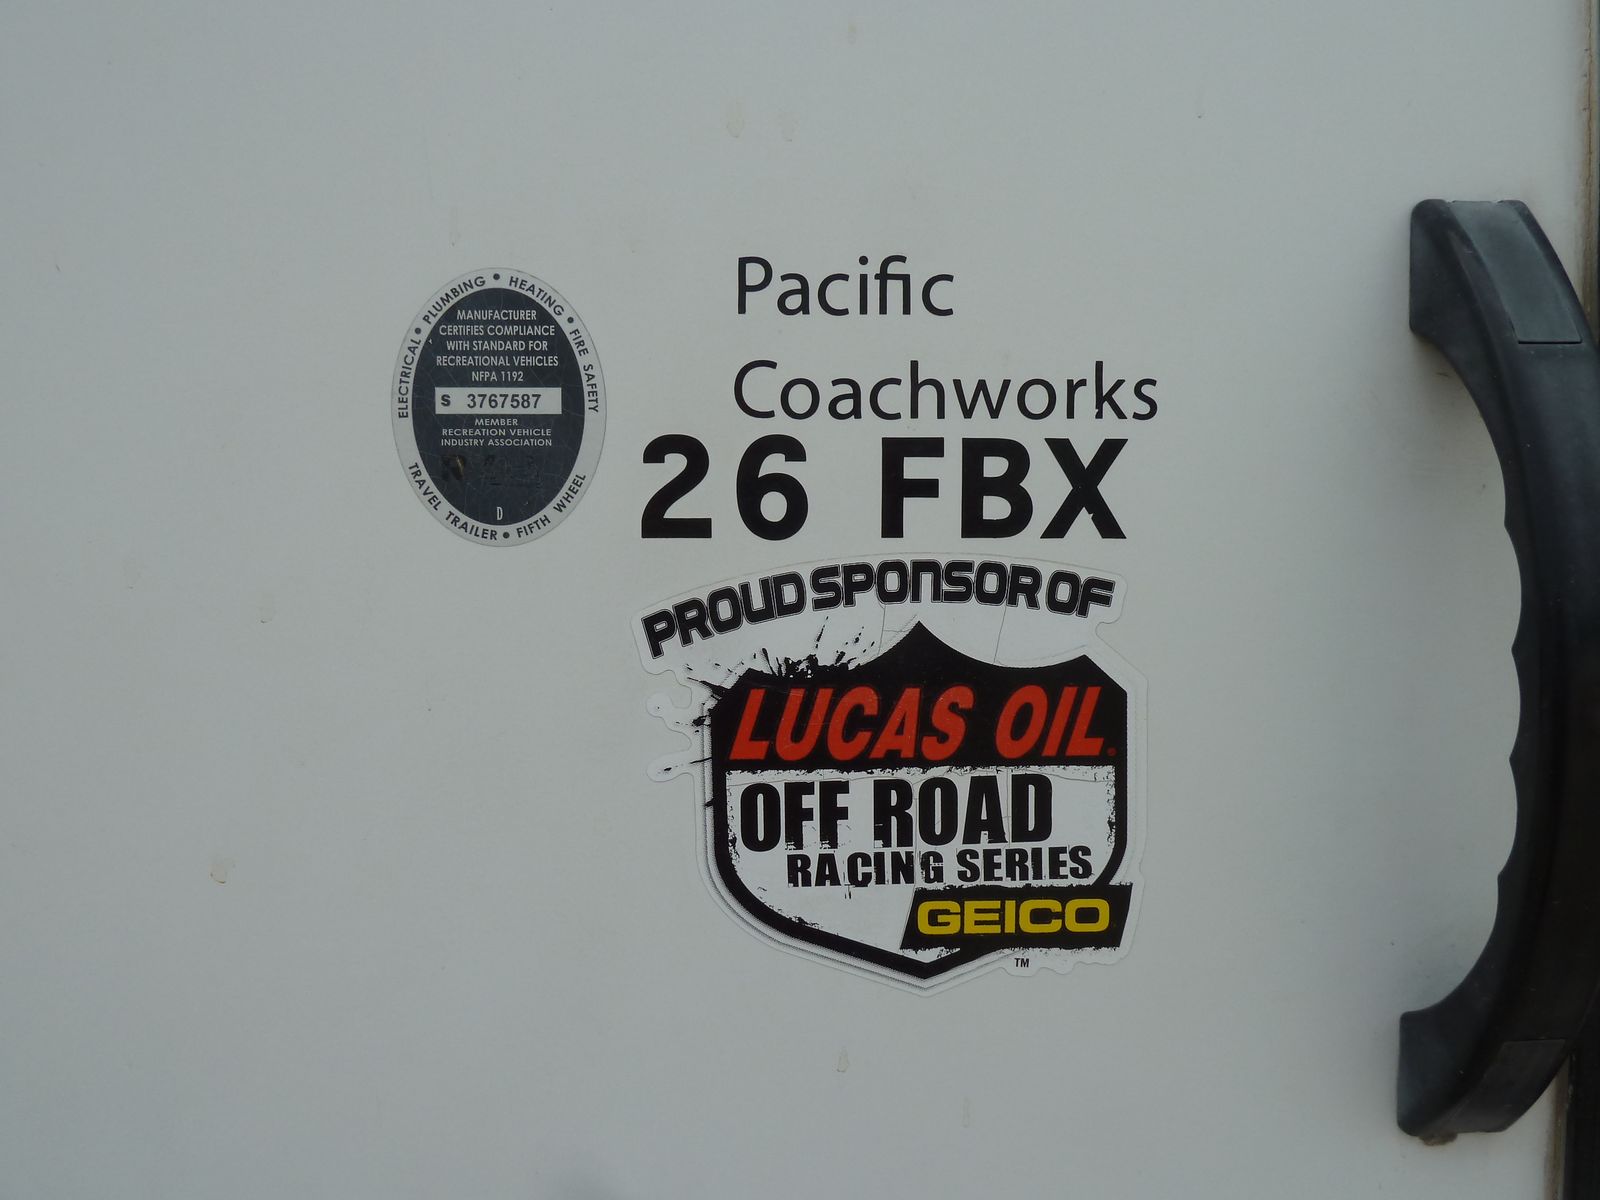 ELECTRICAL • PLUMBING • HEATING • FIRE SAFETY
MANUFACTURER
CERTIFIES COMPLIANCE
WITH STANDARD FOR
RECREATIONAL VEHICLES
NFPA 1192
S 3767587
MEMBER
RECREATION VEHICLE
INDUSTRY ASSOCIATION
D
TRAVEL TRAILER • FIFTH WHEEL
Pacific
Coachworks
26 FBX
PROUD SPONSOR OF
LUCAS OIL
OFF ROAD
RACING SERIES
GEICO
TM